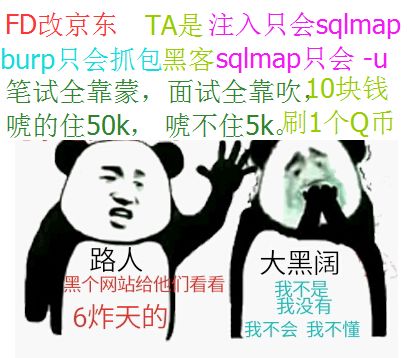 FD改京东 TA是 注入只会sqlmap
burp只会抓包黑客sqlmap只会 -u
笔试全靠蒙，面试全靠吹，10块钱
唬的住50k， 唬不住5k。刷1个Q币
路人
黑个网站给他们看看
6炸天的
大黑阔
我不是
我没有
我不会 我不懂